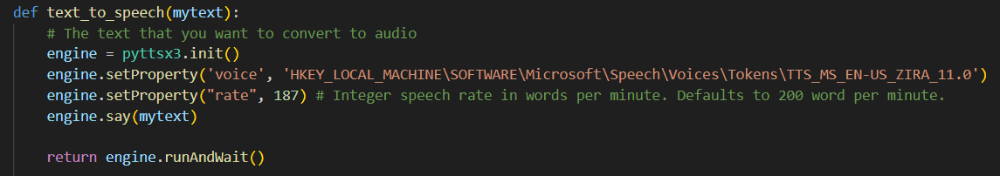 def text_to_speech(mytext):
    # The text that you want to convert to audio
    engine = pyttsx3.init()
    engine.setProperty('voice', 'HKEY_LOCAL_MACHINE\SOFTWARE\Microsoft\Speech\Voices\Tokens\TTS_MS_EN-US_ZIRA_11.0')
    engine.setProperty("rate", 187) # Integer speech rate in words per minute. Defaults to 200 word per minute.
    engine.say(mytext)

    return engine.runAndWait()